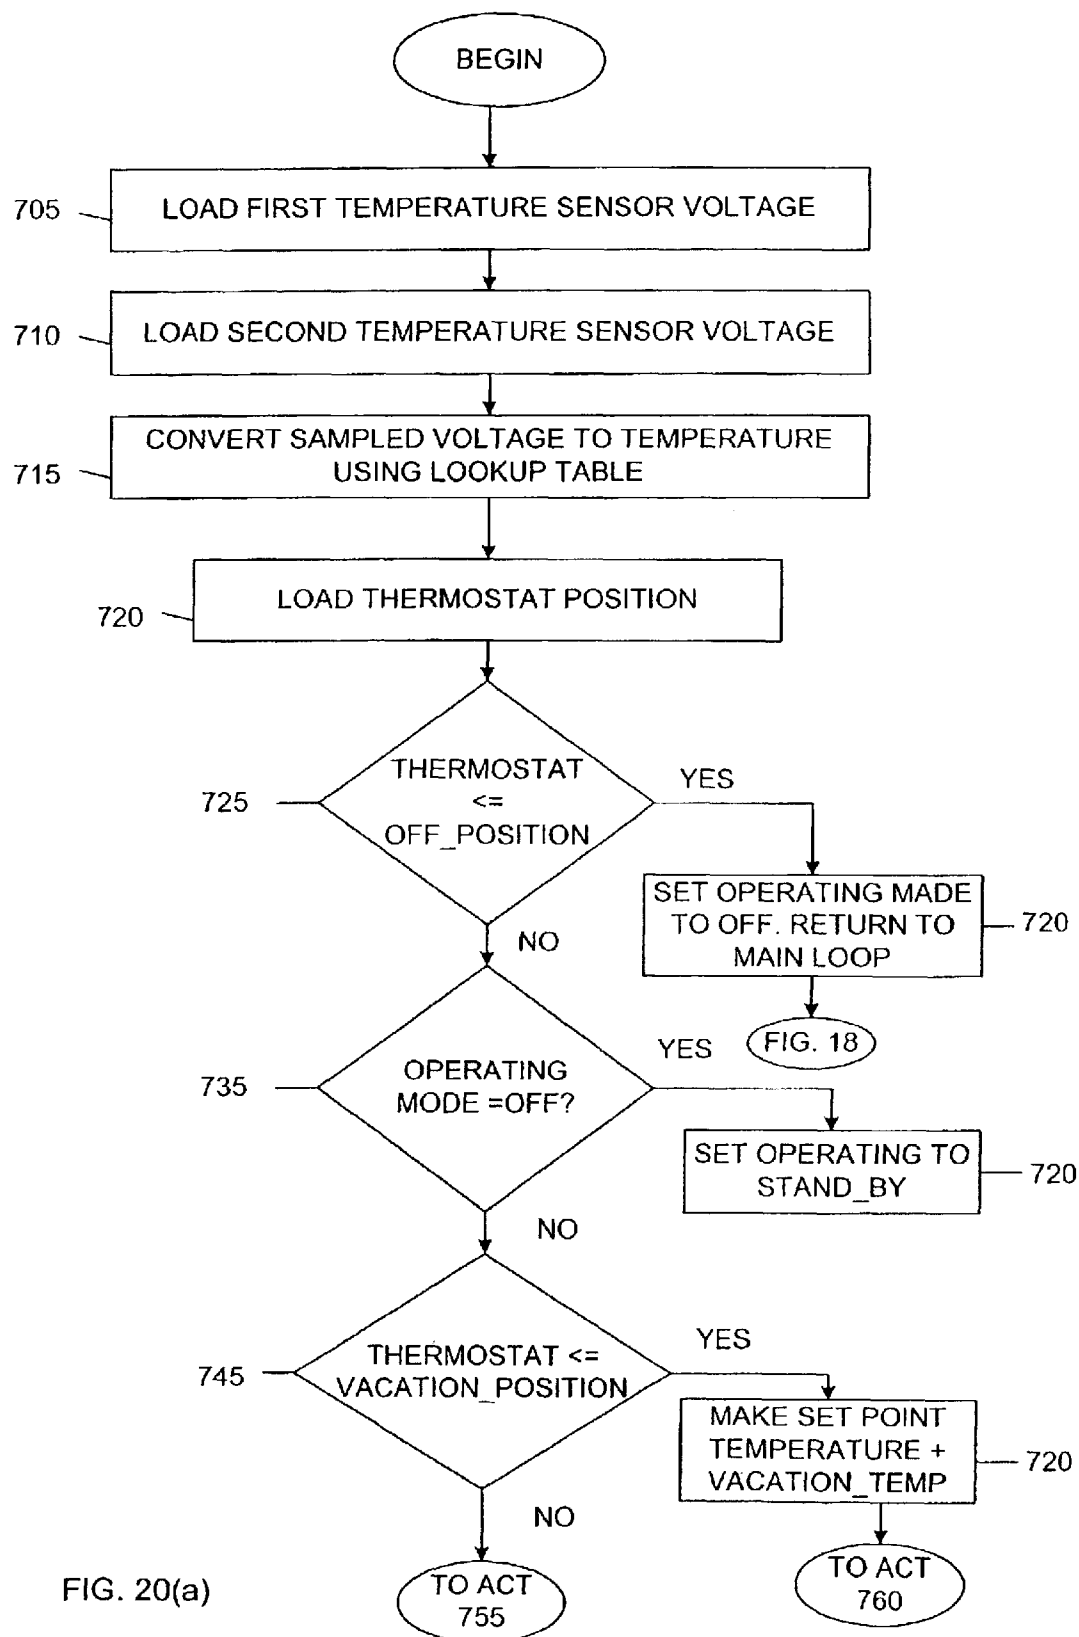 BEGIN
705
LOAD FIRST TEMPERATURE SENSOR VOLTAGE
710
LOAD SECOND TEMPERATURE SENSOR VOLTAGE
715
CONVERT SAMPLED VOLTAGE TO TEMPERATURE
USING LOOKUP TABLE
720
LOAD THERMOSTAT POSITION
725
THERMOSTAT
<=
OFF_POSITION
YES
SET OPERATING MADE
TO OFF. RETURN TO
MAIN LOOP
720
NO
FIG. 18
735
OPERATING
MODE =OFF?
YES
SET OPERATING TO
STAND_BY
720
NO
745
THERMOSTAT <=
VACATION_POSITION
YES
MAKE SET POINT
TEMPERATURE +
VACATION_TEMP
720
NO
TO ACT
755
TO ACT
760
FIG. 20(a)